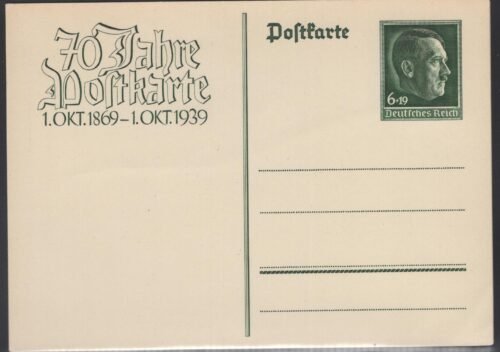 70 Jahre
Postkarte
1.OKT.1869-1.OKT.1939
Postkarte
6+19
Deutsches Reich